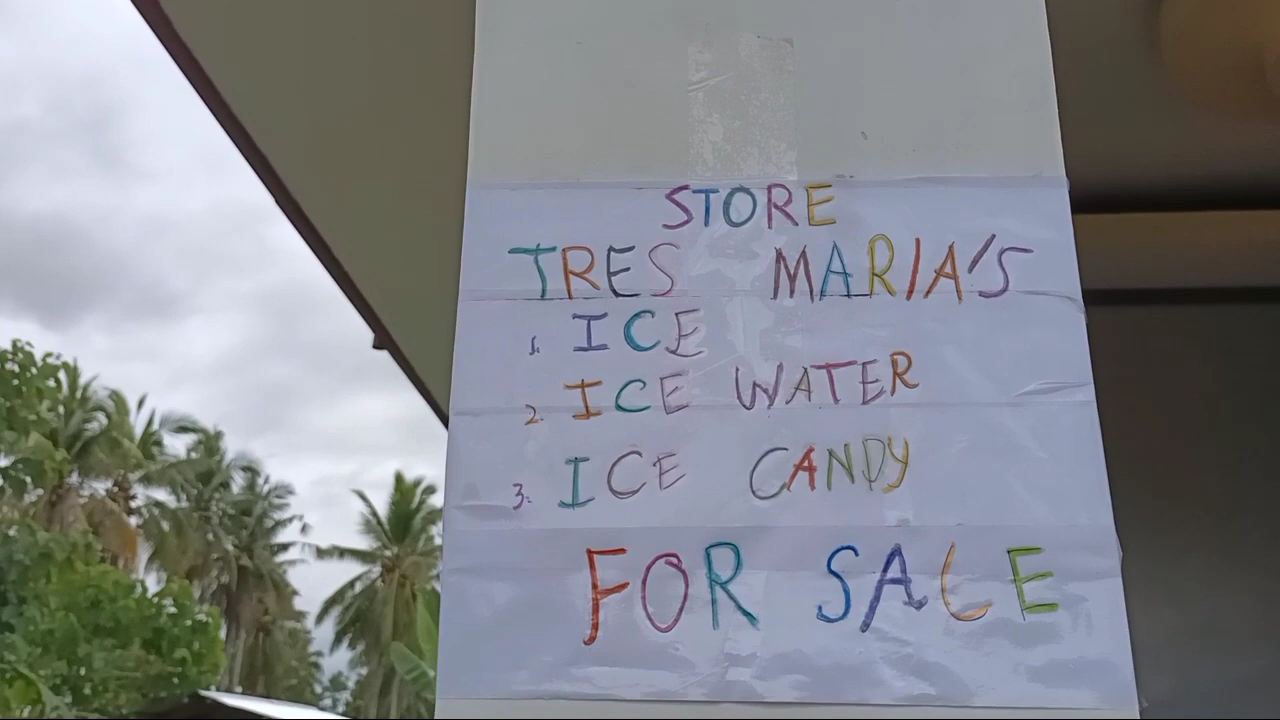 STORE
TRES MARIA'S
1. ICE
2. ICE WATER
3. ICE CANDY
FOR SALE